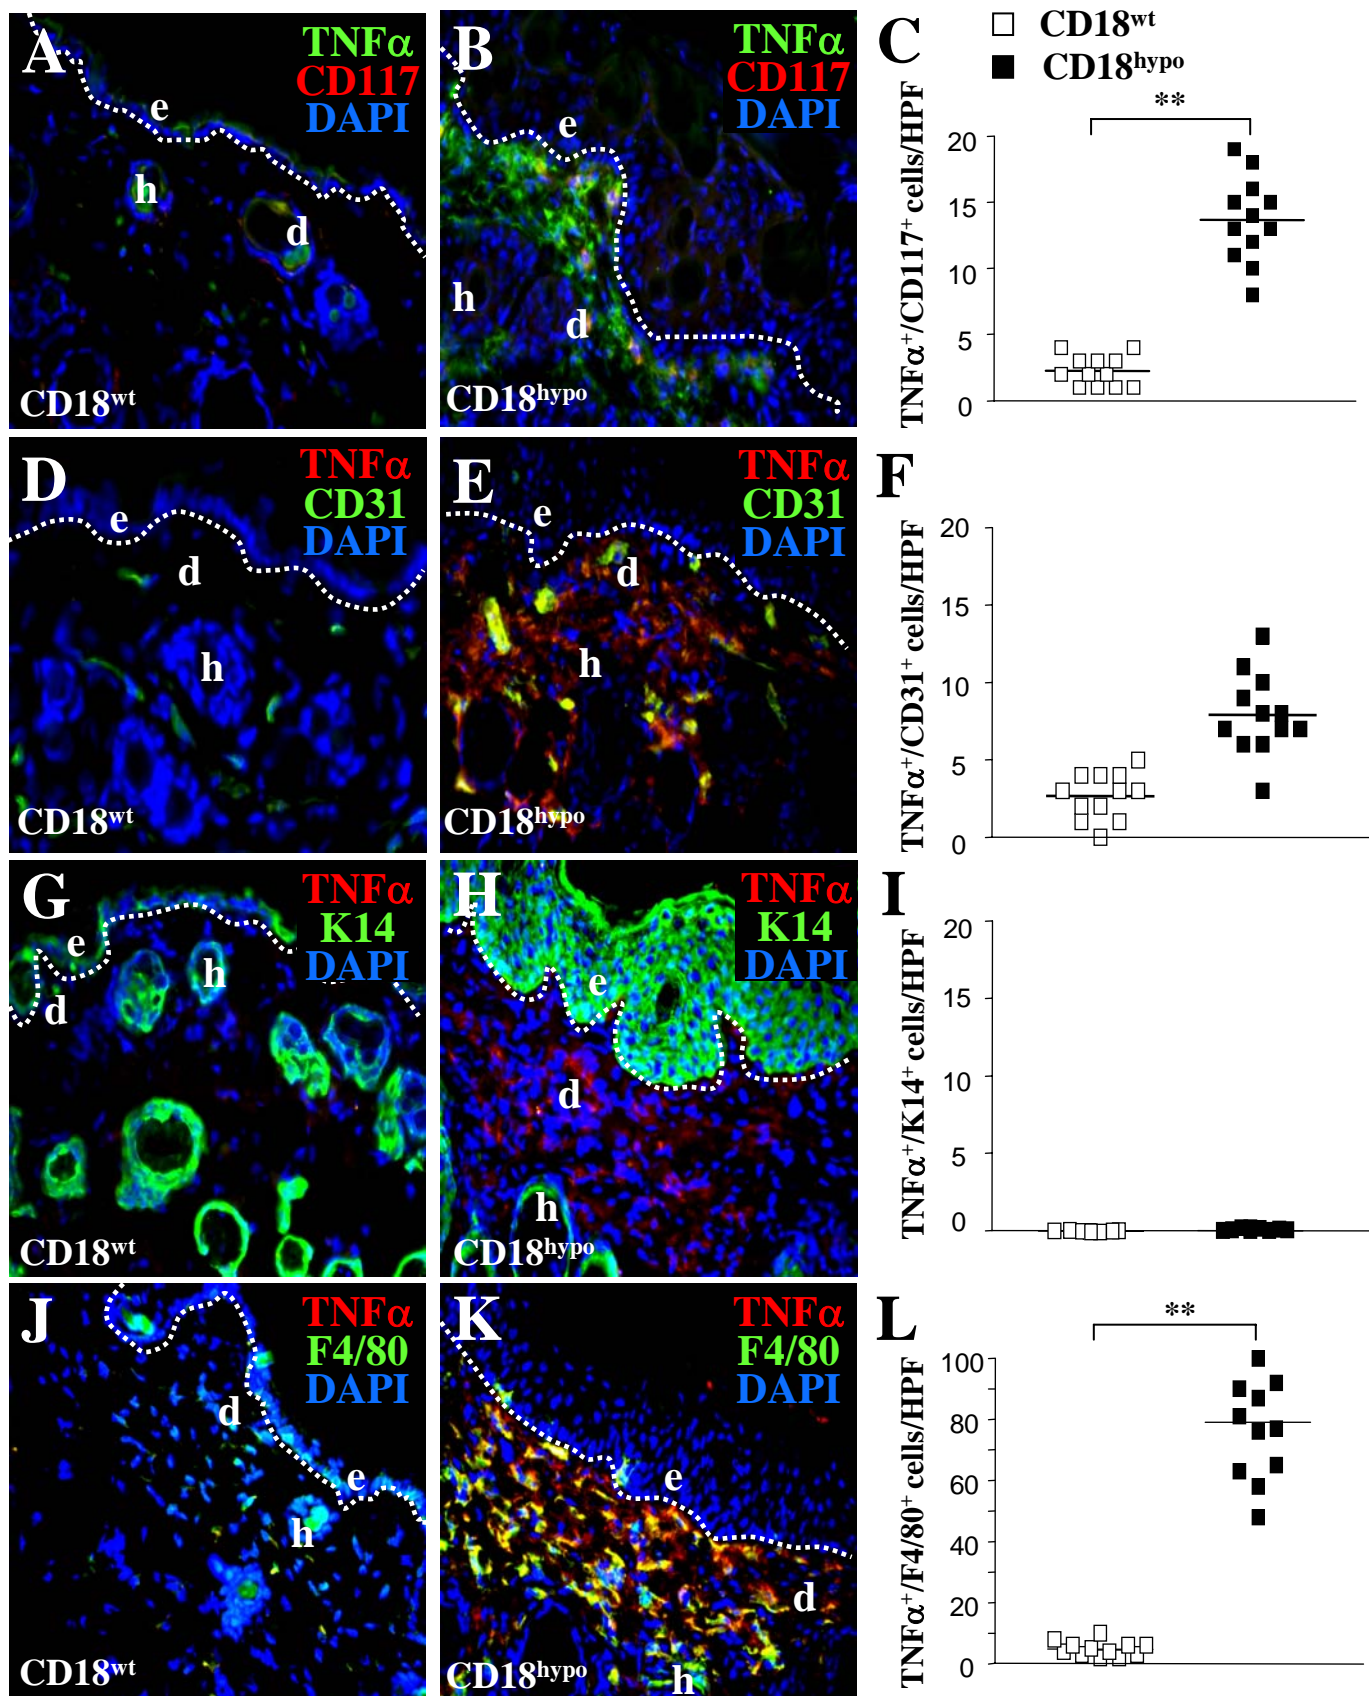 A
TNFα
CD117
DAPI
e
h
d
CD18wt
B
TNFα
CD117
DAPI
e
h
d
CD18hypo
C
CD18wt
CD18hypo
**
TNFα+/CD117+ cells/HPF
20
15
10
5
0
D
TNFα
CD31
DAPI
e
d
h
CD18wt
E
TNFα
CD31
DAPI
e
d
h
CD18hypo
F
TNFα+/CD31+ cells/HPF
20
15
10
5
0
G
TNFα
K14
DAPI
e
h
d
CD18wt
H
TNFα
K14
DAPI
e
d
h
CD18hypo
I
TNFα+/K14+ cells/HPF
20
15
10
5
0
J
TNFα
F4/80
DAPI
d
e
h
CD18wt
K
TNFα
F4/80
DAPI
e
d
h
CD18hypo
L
**
TNFα+/F4/80+ cells/HPF
100
80
60
40
20
0